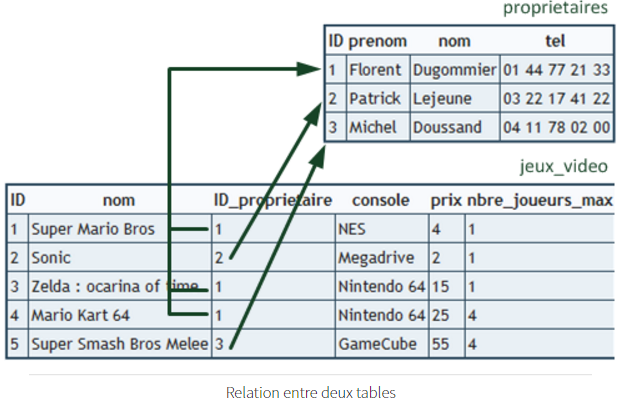 proprietaires
ID prenom nom tel
1 Florent Dugommier 01 44 77 21 33
2 Patrick Lejeune 03 22 17 41 22
3 Michel Doussand 04 11 78 02 00
jeux_video
ID nom ID_proprietaire console prix nbre_joueurs_max
1 Super Mario Bros 1 NES 4 1
2 Sonic 2 Megadrive 2 1
3 Zelda : ocarina of time 1 Nintendo 64 15 1
4 Mario Kart 64 1 Nintendo 64 25 4
5 Super Smash Bros Melee 3 GameCube 55 4
Relation entre deux tables